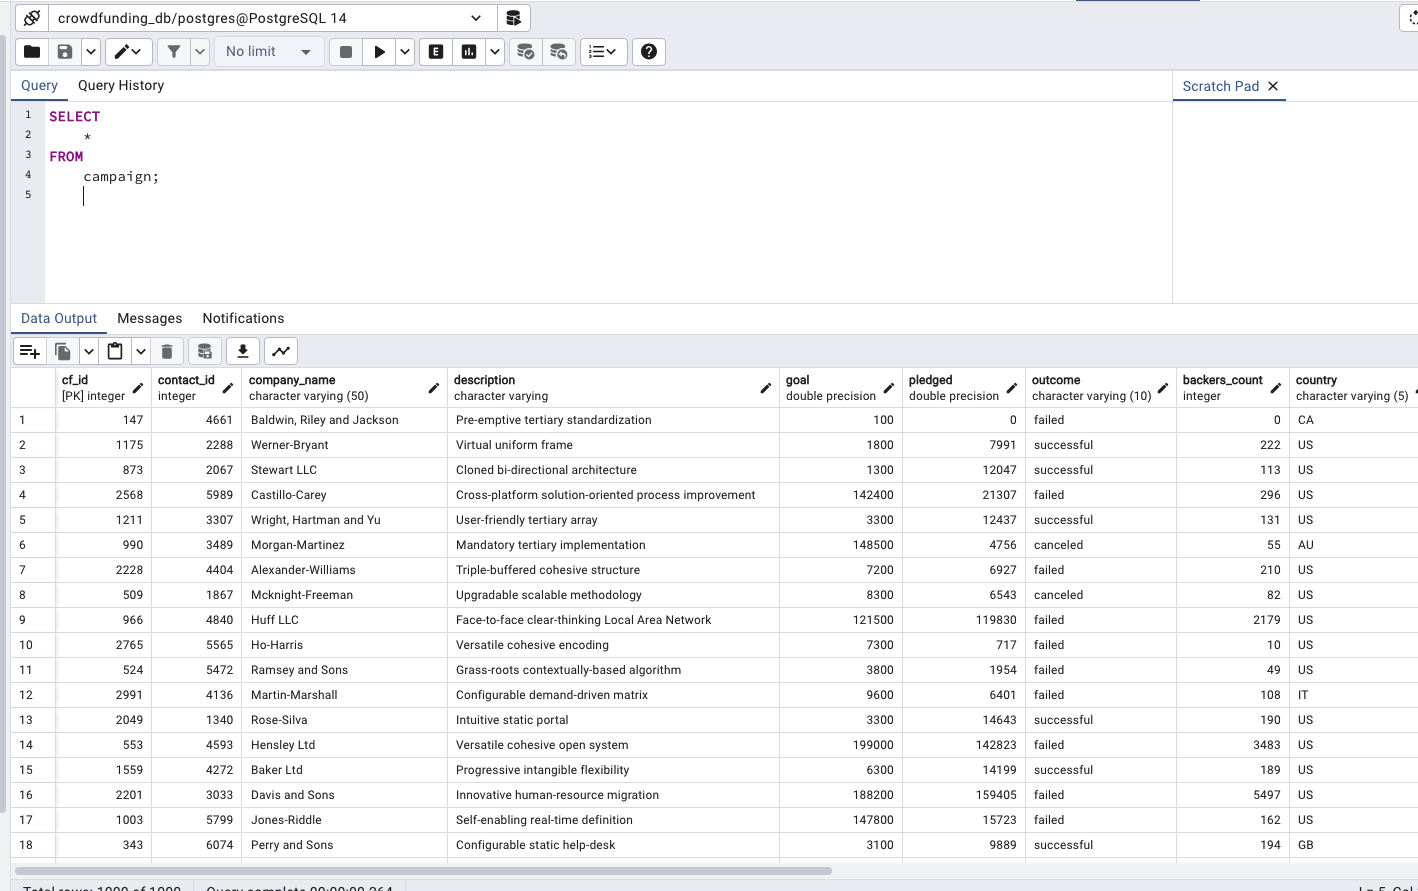 crowdfunding_db/postgres@PostgreSQL 14
No limit
E
Query Query History Scratch Pad
1 SELECT
2 *
3 FROM
4 campaign;
5
Data Output Messages Notifications
cf_id contact_id company_name description goal pledged outcome backers_count country
[PK] integer integer character varying (50) character varying double precision double precision character varying (10) integer character varying (5)
1 147 4661 Baldwin, Riley and Jackson Pre-emptive tertiary standardization 100 0 failed 0 CA
2 1175 2288 Werner-Bryant Virtual uniform frame 1800 7991 successful 222 US
3 873 2067 Stewart LLC Cloned bi-directional architecture 1300 12047 successful 113 US
4 2568 5989 Castillo-Carey Cross-platform solution-oriented process improvement 142400 21307 failed 296 US
5 1211 3307 Wright, Hartman and Yu User-friendly tertiary array 3300 12437 successful 131 US
6 990 3489 Morgan-Martinez Mandatory tertiary implementation 148500 4756 canceled 55 AU
7 2228 4404 Alexander-Williams Triple-buffered cohesive structure 7200 6927 failed 210 US
8 509 1867 Mcknight-Freeman Upgradable scalable methodology 8300 6543 canceled 82 US
9 966 4840 Huff LLC Face-to-face clear-thinking Local Area Network 121500 119830 failed 2179 US
10 2765 5565 Ho-Harris Versatile cohesive encoding 7300 717 failed 10 US
11 524 5472 Ramsey and Sons Grass-roots contextually-based algorithm 3800 1954 failed 49 US
12 2991 4136 Martin-Marshall Configurable demand-driven matrix 9600 6401 failed 108 IT
13 2049 1340 Rose-Silva Intuitive static portal 3300 14643 successful 190 US
14 553 4593 Hensley Ltd Versatile cohesive open system 199000 142823 failed 3483 US
15 1559 4272 Baker Ltd Progressive intangible flexibility 6300 14199 successful 189 US
16 2201 3033 Davis and Sons Innovative human-resource migration 188200 159405 failed 5497 US
17 1003 5799 Jones-Riddle Self-enabling real-time definition 147800 15723 failed 162 US
18 343 6074 Perry and Sons Configurable static help-desk 3100 9889 successful 194 GB
Total rows: 1000 of 1000 Query complete 00:00:00.264 Ln 5, Col